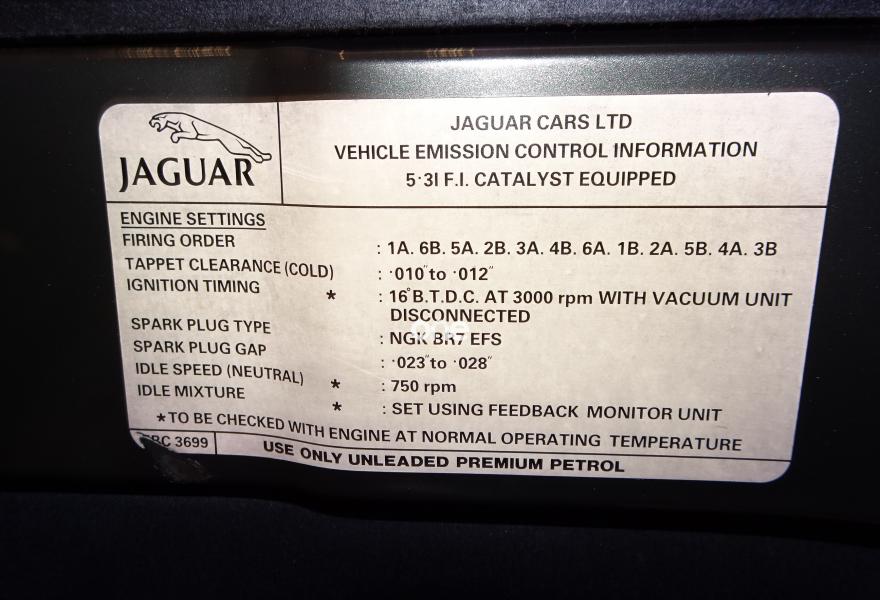 JAGUAR
JAGUAR CARS LTD
VEHICLE EMISSION CONTROL INFORMATION
5·3l F.I. CATALYST EQUIPPED
ENGINE SETTINGS
FIRING ORDER : 1A. 6B. 5A. 2B. 3A. 4B. 6A. 1B. 2A. 5B. 4A. 3B
TAPPET CLEARANCE (COLD) : ·010" to ·012"
IGNITION TIMING * : 16° B.T.D.C. AT 3000 rpm WITH VACUUM UNIT
DISCONNECTED
SPARK PLUG TYPE : NGK BR7 EFS
SPARK PLUG GAP : ·023" to ·028"
IDLE SPEED (NEUTRAL) * : 750 rpm
IDLE MIXTURE * : SET USING FEEDBACK MONITOR UNIT
* TO BE CHECKED WITH ENGINE AT NORMAL OPERATING TEMPERATURE
3699
USE ONLY UNLEADED PREMIUM PETROL